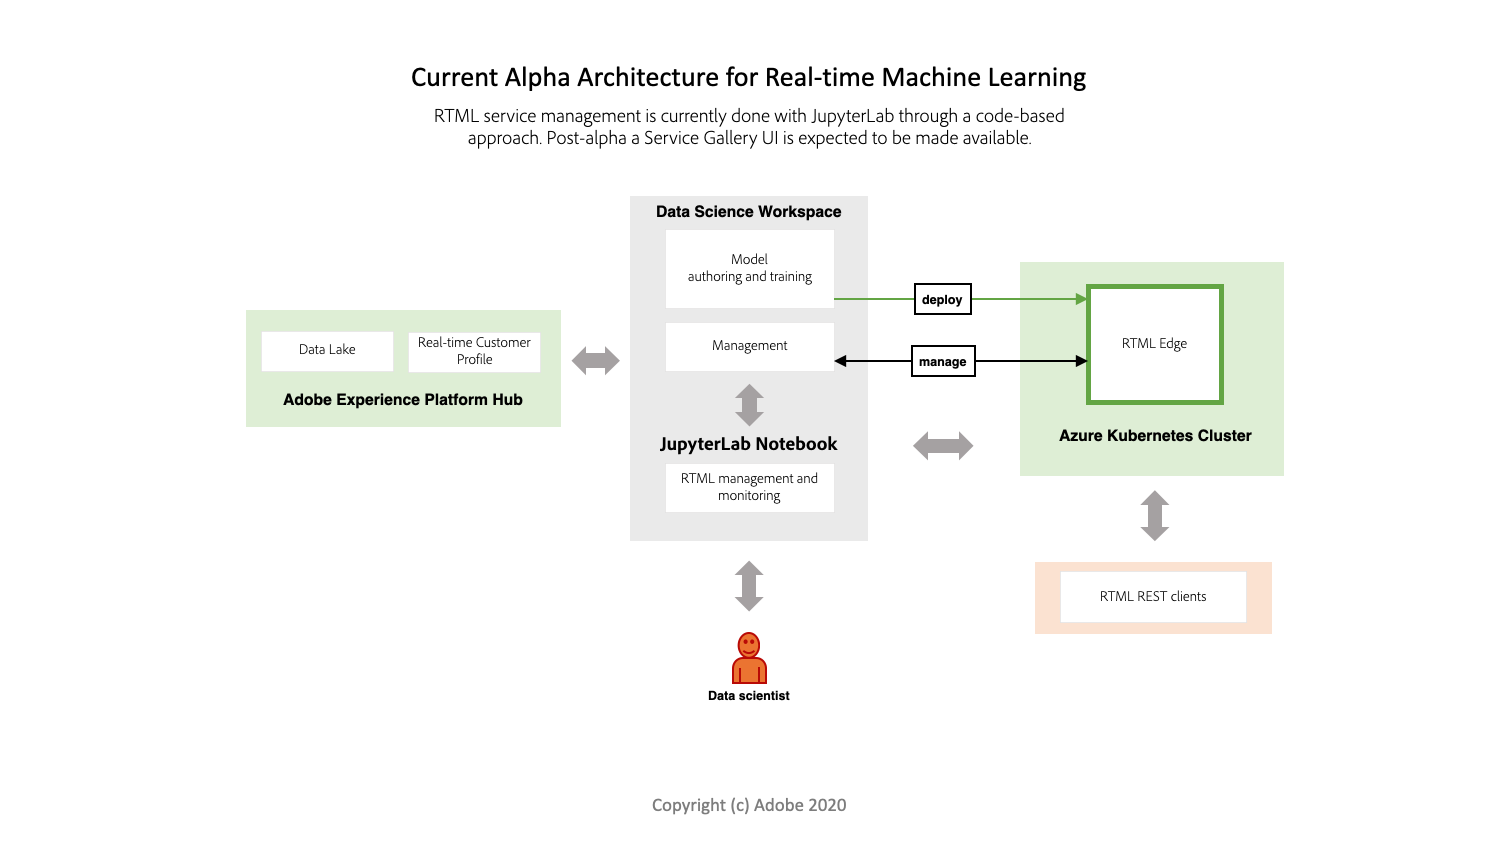 Current Alpha Architecture for Real-time Machine Learning
RTML service management is currently done with JupyterLab through a code-based
approach. Post-alpha a Service Gallery UI is expected to be made available.
Data Science Workspace
Model
authoring and training
deploy
Management
manage
RTML Edge
Data Lake
Real-time Customer
Profile
Adobe Experience Platform Hub
JupyterLab Notebook
RTML management and
monitoring
Azure Kubernetes Cluster
RTML REST clients
Data scientist
Copyright (c) Adobe 2020